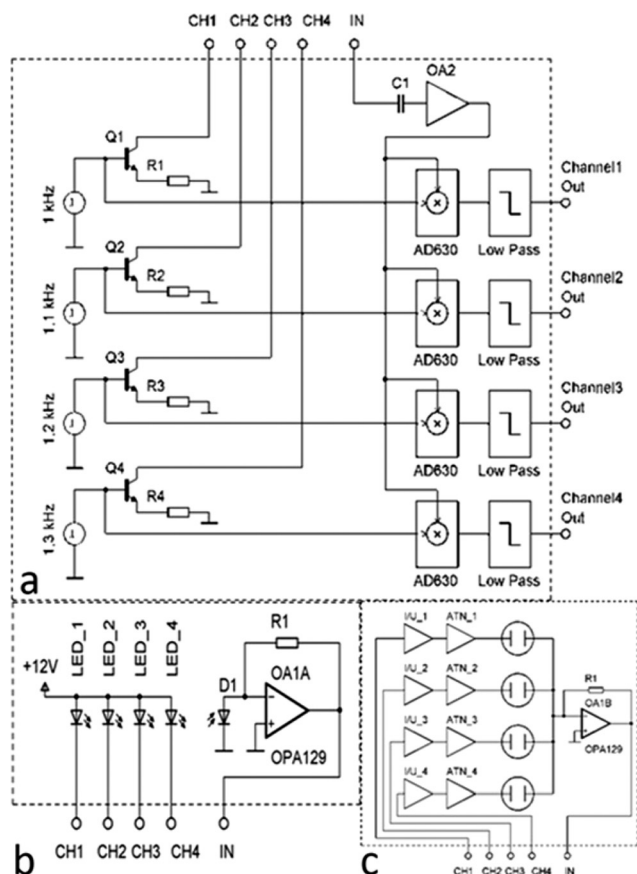 CH1 CH2 CH3 CH4 IN
C1 OA2
Q1
R1
1 kHz
Channel1
Out
AD630 Low Pass
Q2
R2
1,1 kHz
Channel2
Out
AD630 Low Pass
Q3
R3
1,2 kHz
Channel3
Out
AD630 Low Pass
Q4
R4
1,3 kHz
Channel4
Out
AD630 Low Pass
a
LED_1
LED_2
LED_3
LED_4
+12V
R1
D1
OA1A
OPA129
b
CH1 CH2 CH3 CH4 IN
I/U_1 ATN_1
I/U_2 ATN_2
I/U_3 ATN_3
I/U_4 ATN_4
R1
OA1B
OPA129
c
CH1 CH2 CH3 CH4 IN